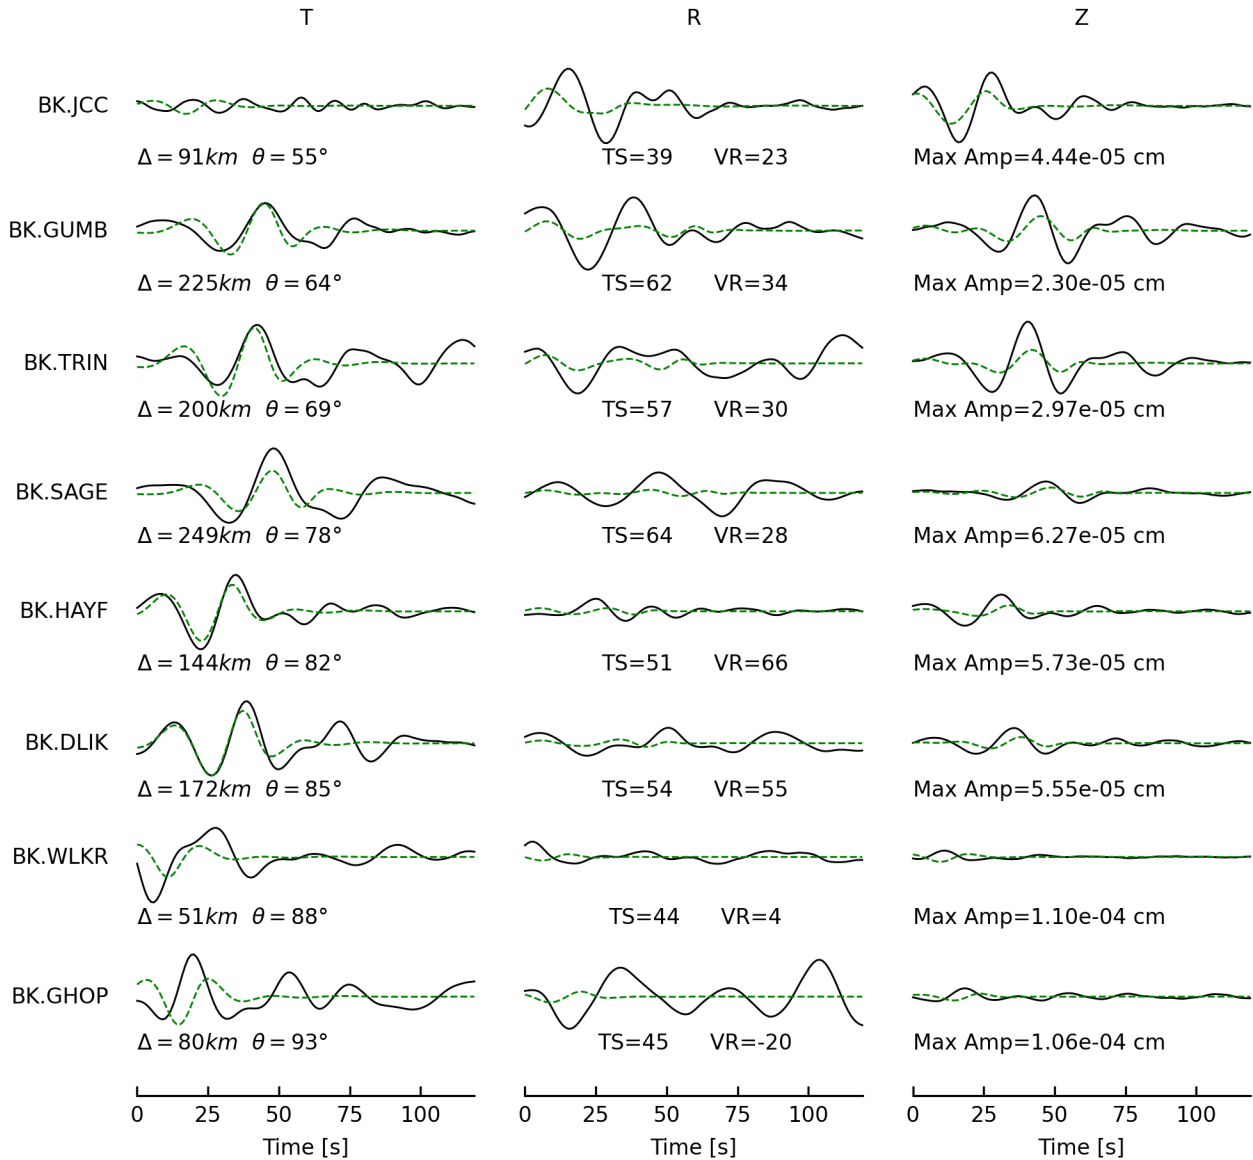 T R Z
BK.JCC
Δ = 91km θ = 55° TS=39 VR=23 Max Amp=4.44e-05 cm
BK.GUMB
Δ = 225km θ = 64° TS=62 VR=34 Max Amp=2.30e-05 cm
BK.TRIN
Δ = 200km θ = 69° TS=57 VR=30 Max Amp=2.97e-05 cm
BK.SAGE
Δ = 249km θ = 78° TS=64 VR=28 Max Amp=6.27e-05 cm
BK.HAYF
Δ = 144km θ = 82° TS=51 VR=66 Max Amp=5.73e-05 cm
BK.DLIK
Δ = 172km θ = 85° TS=54 VR=55 Max Amp=5.55e-05 cm
BK.WLKR
Δ = 51km θ = 88° TS=44 VR=4 Max Amp=1.10e-04 cm
BK.GHOP
Δ = 80km θ = 93° TS=45 VR=-20 Max Amp=1.06e-04 cm
0 25 50 75 100 0 25 50 75 100 0 25 50 75 100
Time [s] Time [s] Time [s]